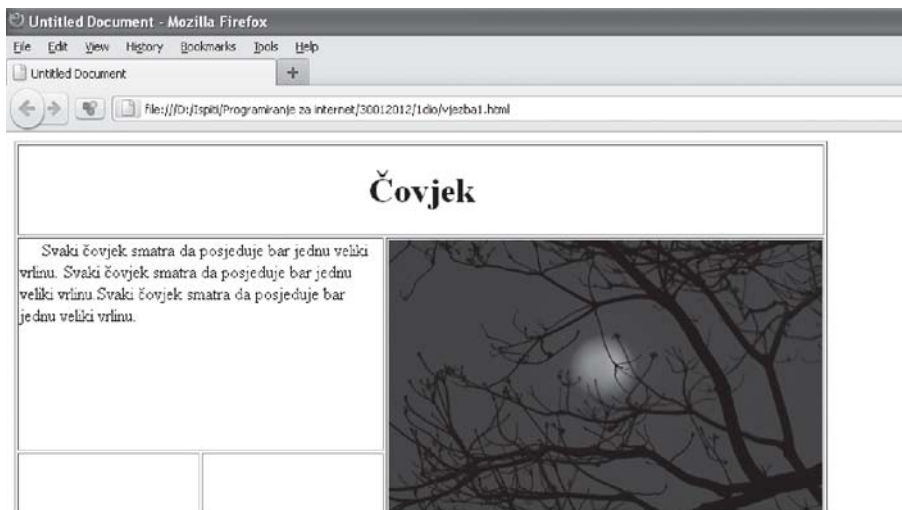 Untitled Document - Mozilla Firefox
File Edit View History Bookmarks Tools Help
Untitled Document
file:///D:/Ispiti/Programiranje za internet/30012012/1dio/vjezba1.html
Čovjek
Svaki čovjek smatra da posjeduje bar jednu veliki
vrlinu. Svaki čovjek smatra da posjeduje bar jednu
veliki vrlinu.Svaki čovjek smatra da posjeduje bar
jednu veliki vrlinu.